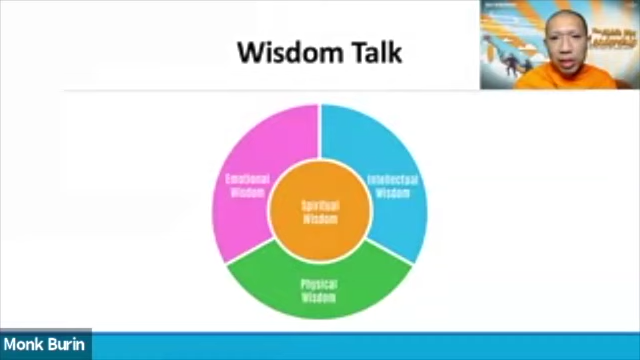 Wisdom Talk
Emotional
Wisdom
Intellectual
Wisdom
Spiritual
Wisdom
Physical
Wisdom
Monk Burin